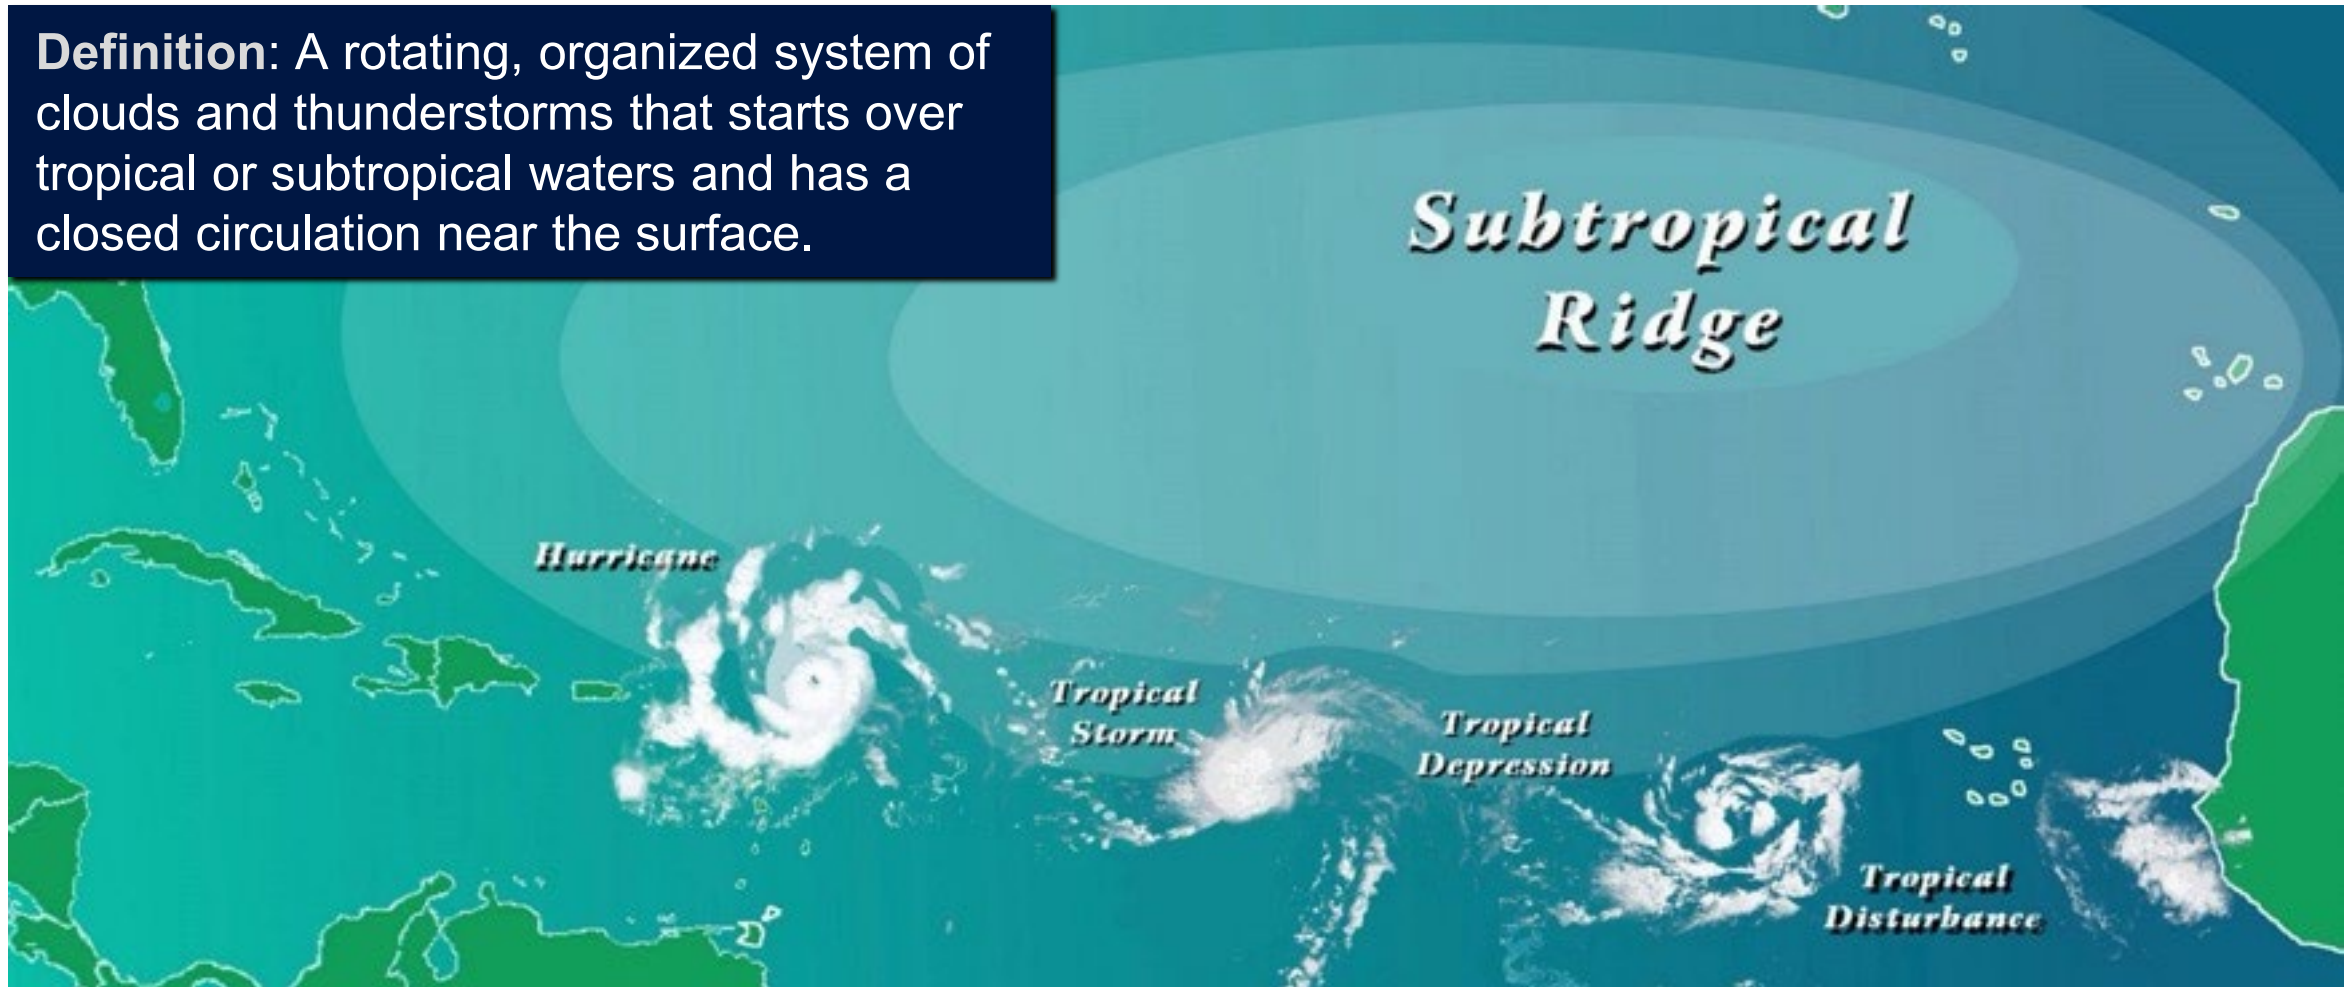 Definition: A rotating, organized system of
clouds and thunderstorms that starts over
tropical or subtropical waters and has a
closed circulation near the surface.
Subtropical
Ridge
Hurricane
Tropical
Storm
Tropical
Depression
Tropical
Disturbance